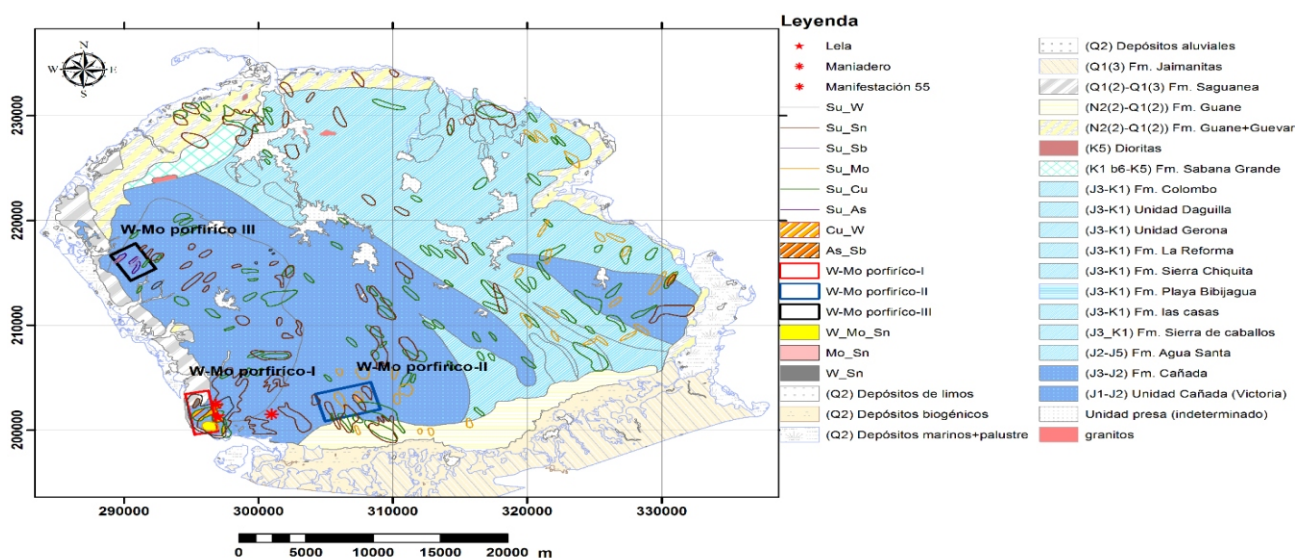 Leyenda
Lela
Maniadero
Manifestación 55
Su_W
Su_Sn
Su_Sb
Su_Mo
Su_Cu
Su_As
Cu_W
As_Sb
W-Mo porfiríco-I
W-Mo porfiríco-II
W-Mo porfiríco-III
W_Mo_Sn
Mo_Sn
W_Sn
(Q2) Depósitos de limos
(Q2) Depósitos biogénicos
(Q2) Depósitos marinos+palustre
(Q2) Depósitos aluviales
(Q1(3) Fm. Jaimanitas
(Q1(2)-Q1(3) Fm. Saguanea
(N2(2)-Q1(2)) Fm. Guane
(N2(2)-Q1(2)) Fm. Guane+Guevar
(K5) Dioritas
(K1 b6-K5) Fm. Sabana Grande
(J3-K1) Fm. Colombo
(J3-K1) Unidad Daguilla
(J3-K1) Unidad Gerona
(J3-K1) Fm. La Reforma
(J3-K1) Fm. Sierra Chiquita
(J3-K1) Fm. Playa Bibijagua
(J3-K1) Fm. las casas
(J3_K1) Fm. Sierra de caballos
(J2-J5) Fm. Agua Santa
(J3-J2) Fm. Cañada
(J1-J2) Unidad Cañada (Victoria)
Unidad presa (indeterminado)
granitos
N
W E
S
230000
220000
210000
200000
W-Mo porfirico III
W-Mo porfirico-I
W-Mo porfirico-II
290000 300000 310000 320000 330000
0 5000 10000 15000 20000 m